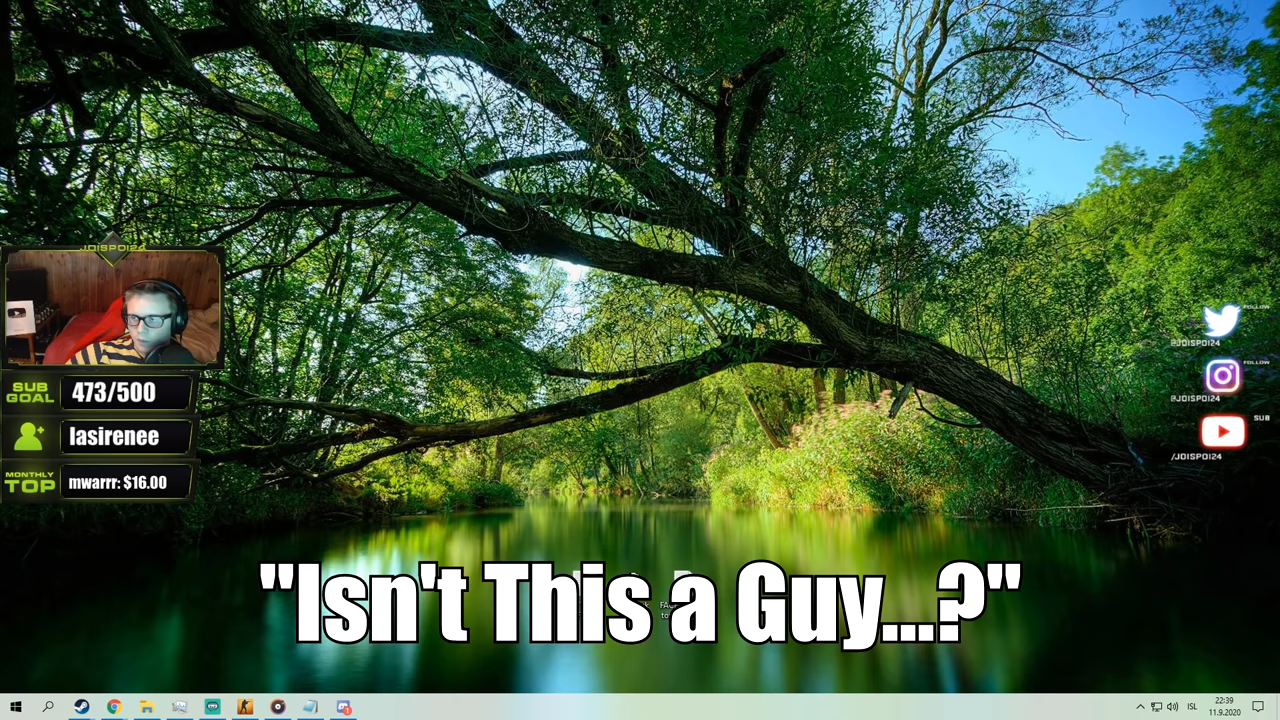 JOISPOI24
SUB GOAL 473/500
lasirenee
MONTHLY TOP mwarrr: $16.00
FOLLOW
@JOISPOI24
FOLLOW
@JOISPOI24
SUB
/JOISPOI24
"Isn't This a Guy...?"
ISL
22:39
11.9.2020